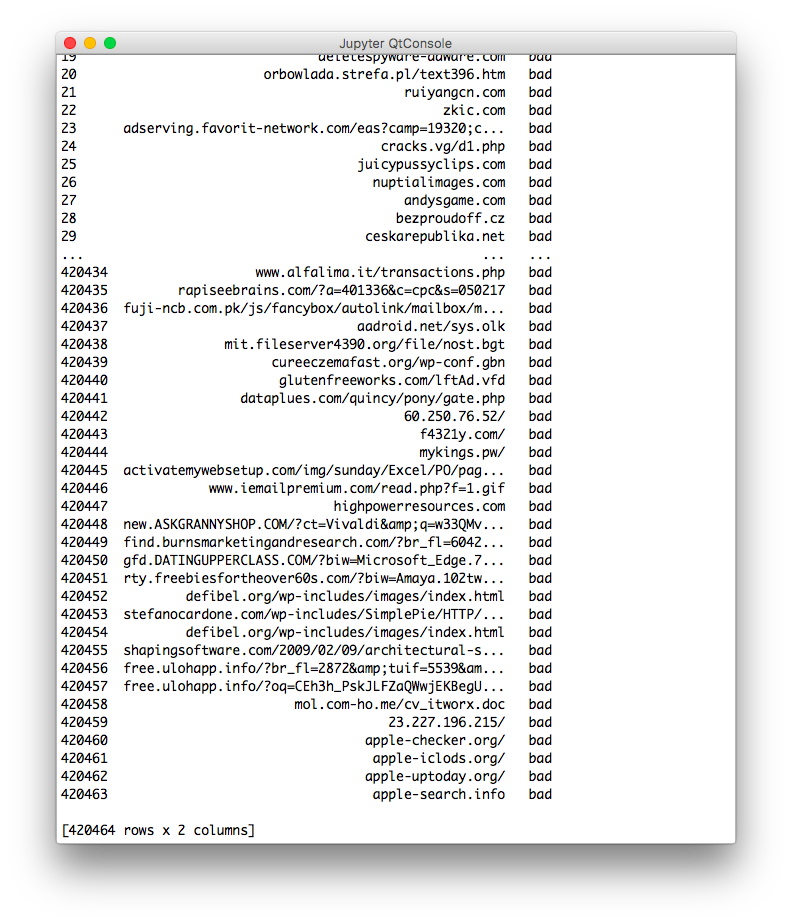 Jupyter QtConsole
19 deletespyware-adware.com bad
20 orbowlada.strefa.pl/text396.htm bad
21 ruiyangcn.com bad
22 zkic.com bad
23 adserving.favorit-network.com/eas?camp=19320;c... bad
24 cracks.vg/d1.php bad
25 juicypussyclips.com bad
26 nuptialimages.com bad
27 andysgame.com bad
28 bezproudoff.cz bad
29 ceskarepublika.net bad
... ... ...
420434 www.alfalima.it/transactions.php bad
420435 rapiseebrains.com/?a=401336&c=cpc&s=050217 bad
420436 fuji-ncb.com.pk/js/fancybox/autolink/mailbox/m... bad
420437 aadroid.net/sys.olk bad
420438 mit.fileserver4390.org/file/nost.bgt bad
420439 cureeczemafast.org/wp-conf.gbn bad
420440 glutenfreeworks.com/lftAd.vfd bad
420441 dataplues.com/quincy/pony/gate.php bad
420442 60.250.76.52/ bad
420443 f4321y.com/ bad
420444 mykings.pw/ bad
420445 activatemywebsetup.com/img/sunday/Excel/PO/pag... bad
420446 www.iemailpremium.com/read.php?f=1.gif bad
420447 highpowerresources.com bad
420448 new.ASKGRANNYSHOP.COM/?ct=Vivaldi&amp;q=w33QMv... bad
420449 find.burnsmarketingandresearch.com/?br_fl=6042... bad
420450 gfd.DATINGUPPERCLASS.COM/?biw=Microsoft_Edge.7... bad
420451 rty.freebiesfortheover60s.com/?biw=Amaya.102tw... bad
420452 defibel.org/wp-includes/images/index.html bad
420453 stefanocardone.com/wp-includes/SimplePie/HTTP/... bad
420454 defibel.org/wp-includes/images/index.html bad
420455 shapingsoftware.com/2009/02/09/architectural-s... bad
420456 free.ulohapp.info/?br_fl=2872&amp;tuif=5539&am... bad
420457 free.ulohapp.info/?oq=CEh3h_PskJLFZaQWwjEKBegU... bad
420458 mol.com-ho.me/cv_itworx.doc bad
420459 23.227.196.215/ bad
420460 apple-checker.org/ bad
420461 apple-iclods.org/ bad
420462 apple-uptoday.org/ bad
420463 apple-search.info bad
[420464 rows x 2 columns]